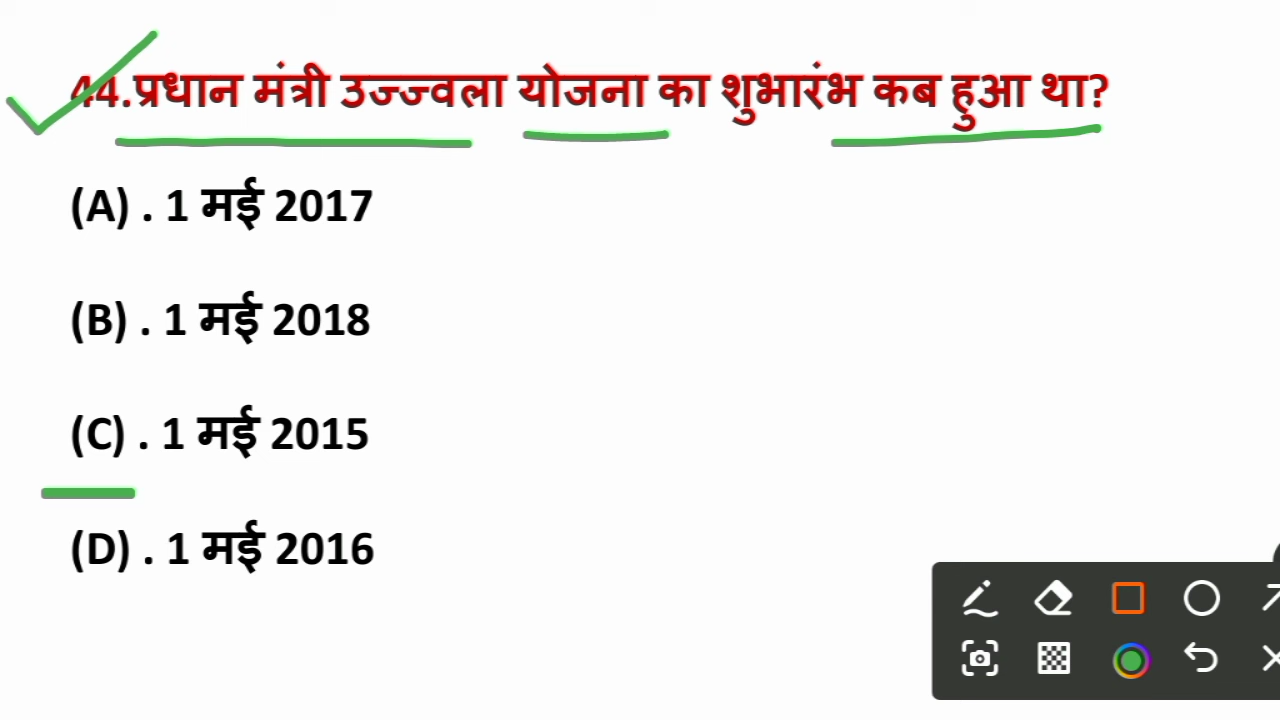 44.प्रधान मंत्री उज्ज्वला योजना का शुभारंभ कब हुआ था?
(A) . 1 मई 2017
(B) . 1 मई 2018
(C) . 1 मई 2015
(D) . 1 मई 2016